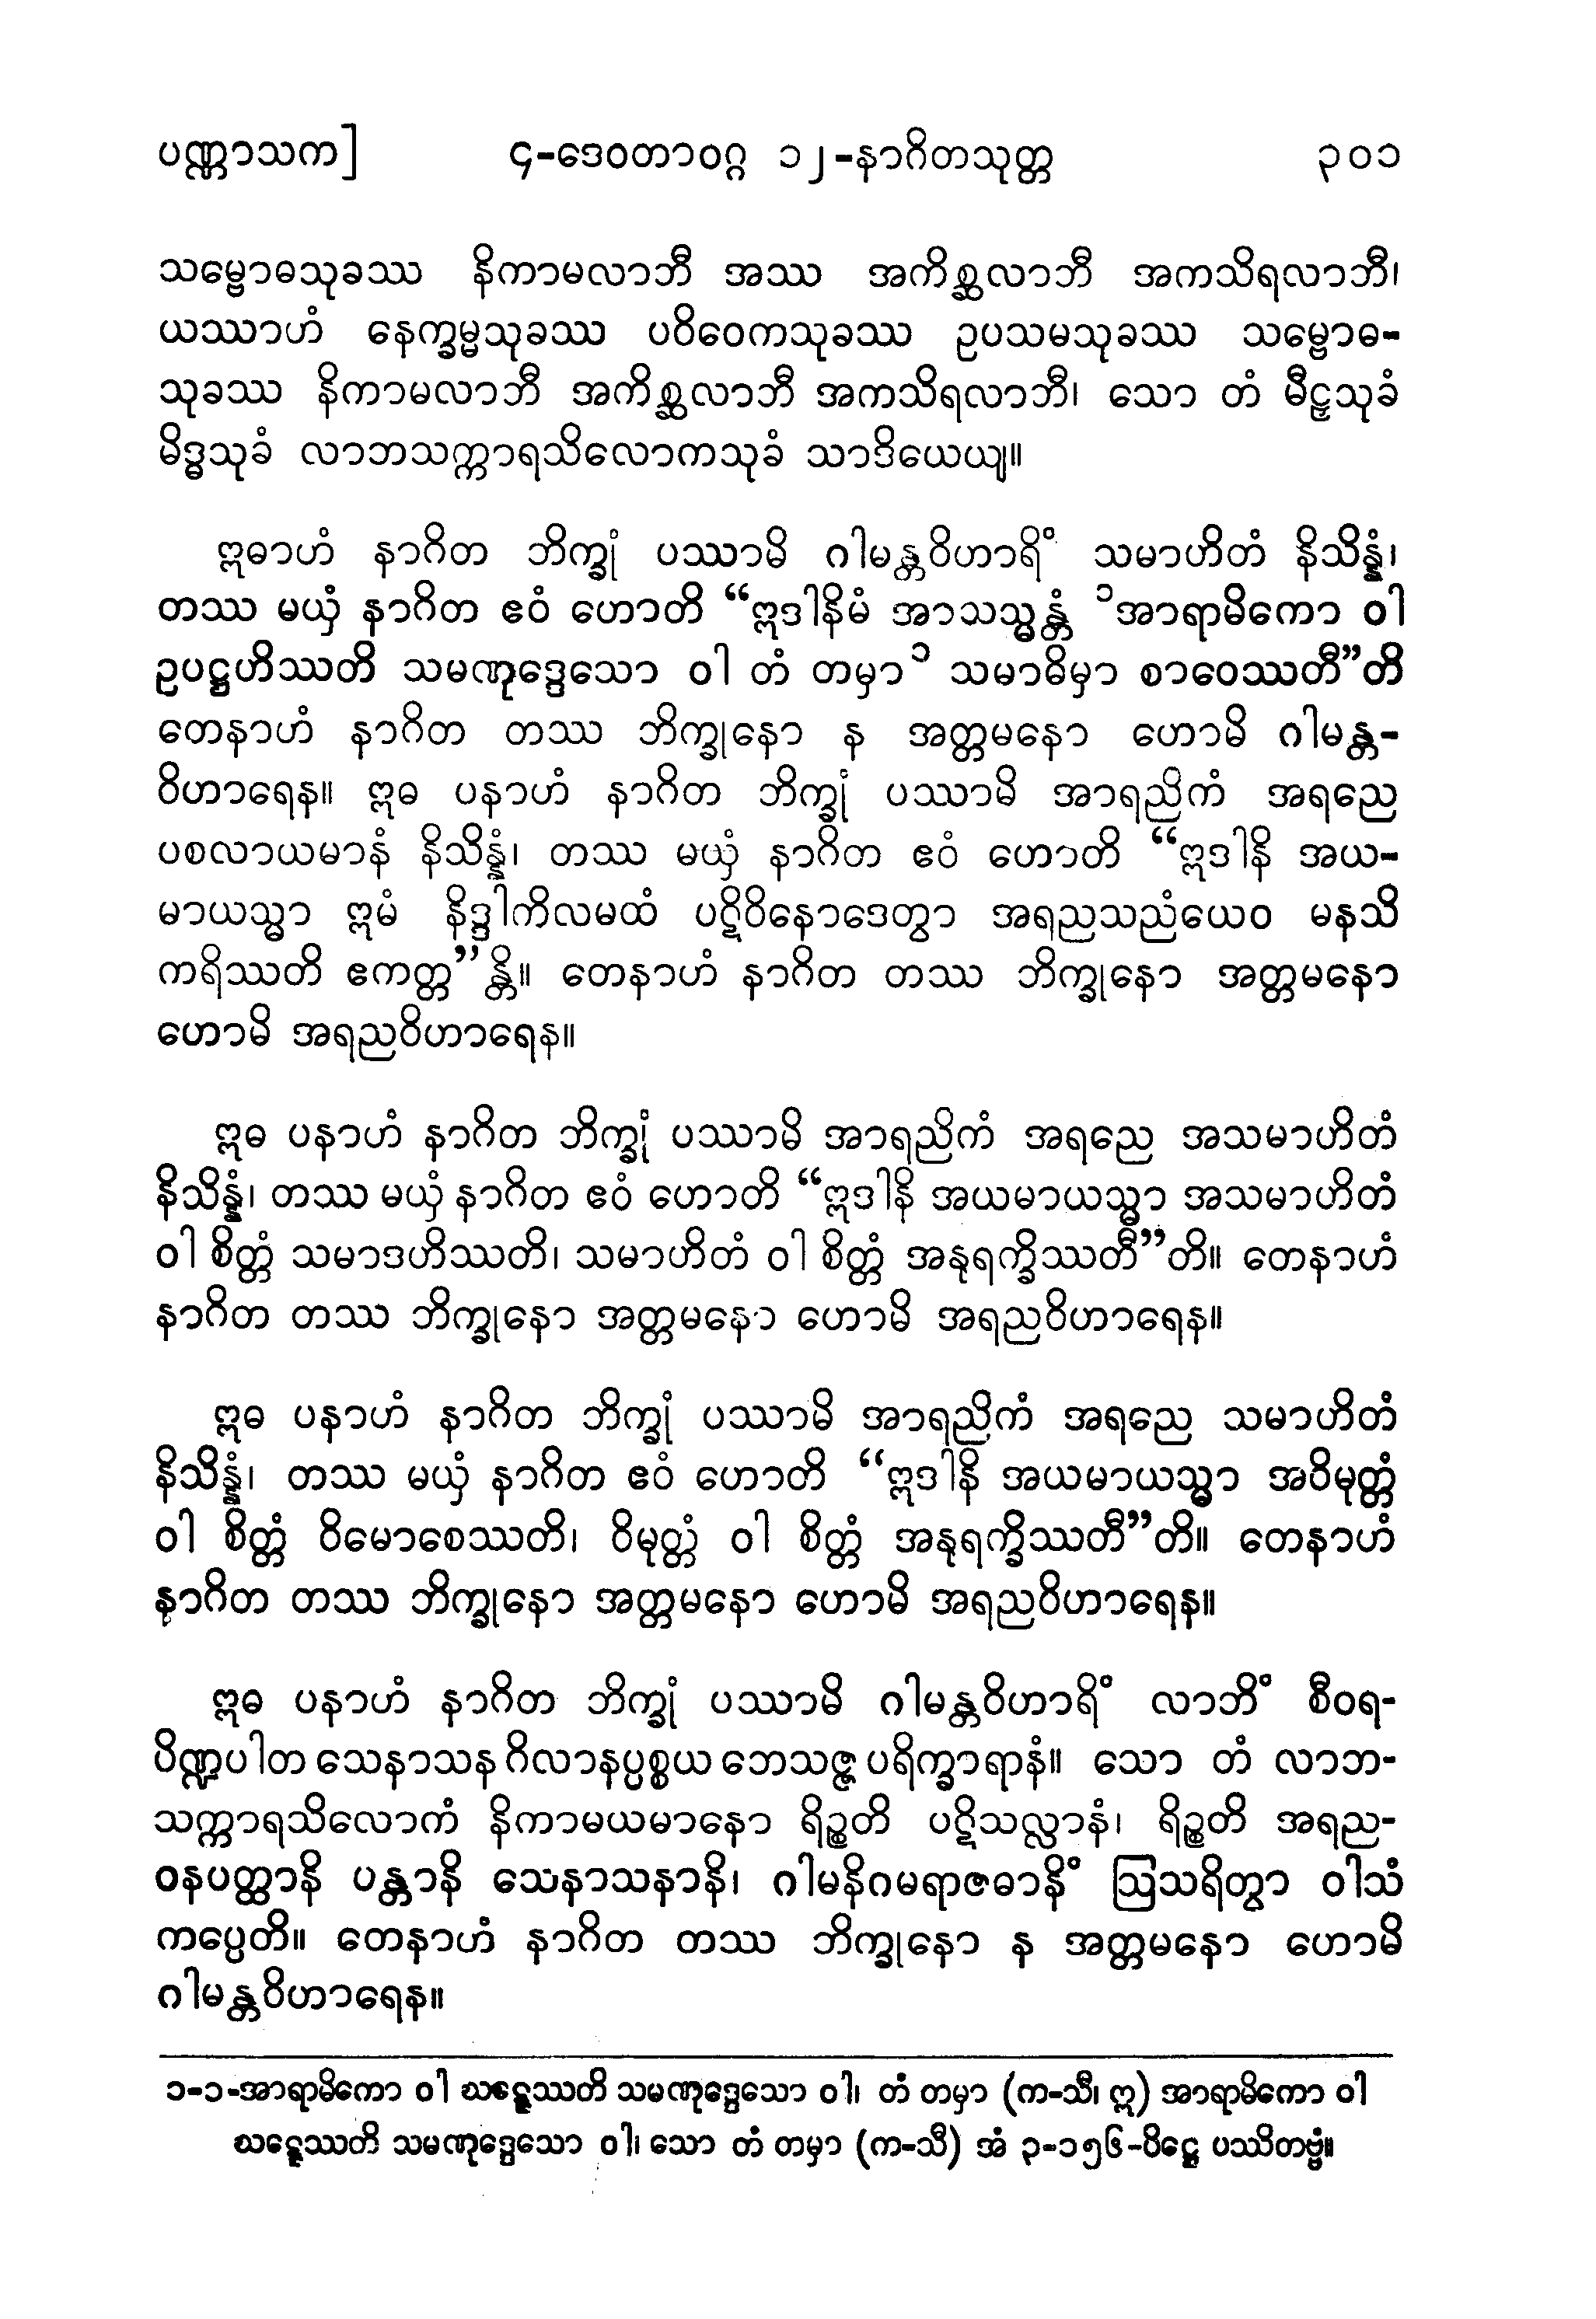 ပဏ္ဏာသက]	၄-ဒေဝတာဝဂ္ဂ ၁၂-နာဂိတသုတ္တ	၃၀၁
သမ္ဗောဓသုခဿ နိကာမလာဘီ အဿ အကိစ္ဆလာဘီ အကသိရလာဘီ၊
ယဿာဟံ နေက္ခမ္မသုခဿ ပဝိဝေကသုခဿ ဥပသမသုခဿ သမ္ဗောဓ-
သုခဿ နိကာမလာဘီ အကိစ္ဆလာဘီ အကသိရလာဘီ၊ သော တံ မီဠှသုခံ
မိဒ္ဓသုခံ လာဘသက္ကာရသိလောကသုခံ သာဒိယေယျ။
ဣဓာဟံ နာဂိတ ဘိက္ခုံ ပဿာမိ ဂါမန္တဝိဟာရိံ သမာဟိတံ နိသိန္နံ၊
တဿ မယှံ နာဂိတ ဧဝံ ဟောတိ “ဣဒါနိမံ အာသသ္မန္တံ ၁အာရာမိကော ဝါ
ဥပဋ္ဌဟိဿတိ သမဏုဒ္ဒေသော ဝါ တံ တမှာ၁ သမာဓိမှာ စာဝေဿတီ”တိ
တေနာဟံ နာဂိတ တဿ ဘိက္ခုနော န အတ္တမနော ဟောမိ ဂါမန္တ-
ဝိဟာရေန။ ဣဓ ပနာဟံ နာဂိတ ဘိက္ခုံ ပဿာမိ အာရညိကံ အရညေ
ပစလာယမာနံ နိသိန္နံ၊ တဿ မယှံ နာဂိတ ဧဝံ ဟောတိ “ဣဒါနိ အယ-
မာယသ္မာ ဣမံ နိဒ္ဒါကိလမထံ ပဋိဝိနောဒေတွာ အရညသညံယေဝ မနသိ
ကရိဿတိ ဧကတ္တ”န္တိ။ တေနာဟံ နာဂိတ တဿ ဘိက္ခုနော အတ္တမနော
ဟောမိ အရညဝိဟာရေန။
ဣဓ ပနာဟံ နာဂိတ ဘိက္ခုံ ပဿာမိ အာရညိကံ အရညေ အသမာဟိတံ
နိသိန္နံ၊ တဿ မယှံ နာဂိတ ဧဝံ ဟောတိ “ဣဒါနိ အယမာယသ္မာ အသမာဟိတံ
ဝါ စိတ္တံ သမာဒဟိဿတိ၊ သမာဟိတံ ဝါ စိတ္တံ အနုရက္ခိဿတီ”တိ။ တေနာဟံ
နာဂိတ တဿ ဘိက္ခုနော အတ္တမနော ဟောမိ အရညဝိဟာရေန။
ဣဓ ပနာဟံ နာဂိတ ဘိက္ခုံ ပဿာမိ အာရညိကံ အရညေ သမာဟိတံ
နိသိန္နံ၊ တဿ မယှံ နာဂိတ ဧဝံ ဟောတိ “ဣဒါနိ အယမာယသ္မာ အဝိမုတ္တံ
ဝါ စိတ္တံ ဝိမောစေဿတိ၊ ဝိမုတ္တံ ဝါ စိတ္တံ အနုရက္ခိဿတီ”တိ။ တေနာဟံ
နာဂိတ တဿ ဘိက္ခုနော အတ္တမနော ဟောမိ အရညဝိဟာရေန။
ဣဓ ပနာဟံ နာဂိတ ဘိက္ခုံ ပဿာမိ ဂါမန္တဝိဟာရိံ လာဘိံ စီဝရ-
ပိဏ္ဍပါတ သေနာသန ဂိလာနပ္ပစ္စယ ဘေသဇ္ဇ ပရိက္ခာရာနံ။ သော တံ လာဘ-
သက္ကာရသိလောကံ နိကာမယမာနော ရိဉ္စတိ ပဋိသလ္လာနံ၊ ရိဉ္စတိ အရည-
ဝနပတ္ထာနိ ပန္တာနိ သေနာသနာနိ၊ ဂါမနိဂမရာဇဓာနိံ ဩသရိတွာ ဝါသံ
ကပ္ပေတိ။ တေနာဟံ နာဂိတ တဿ ဘိက္ခုနော န အတ္တမနော ဟောမိ
ဂါမန္တဝိဟာရေန။
၁-၁-အာရာမိကော ဝါ ဃဋ္ဋေဿတိ သမဏုဒ္ဒေသော ဝါ၊ တံ တမှာ (က-သီ၊ ဣ) အာရာမိကော ဝါ
ဃဋ္ဋေဿတိ သမဏုဒ္ဒေသော ဝါ၊ သော တံ တမှာ (က-သီ) အံ ၃-၁၅၆-ပိဋ္ဌေ ပဿိတဗ္ဗံ။